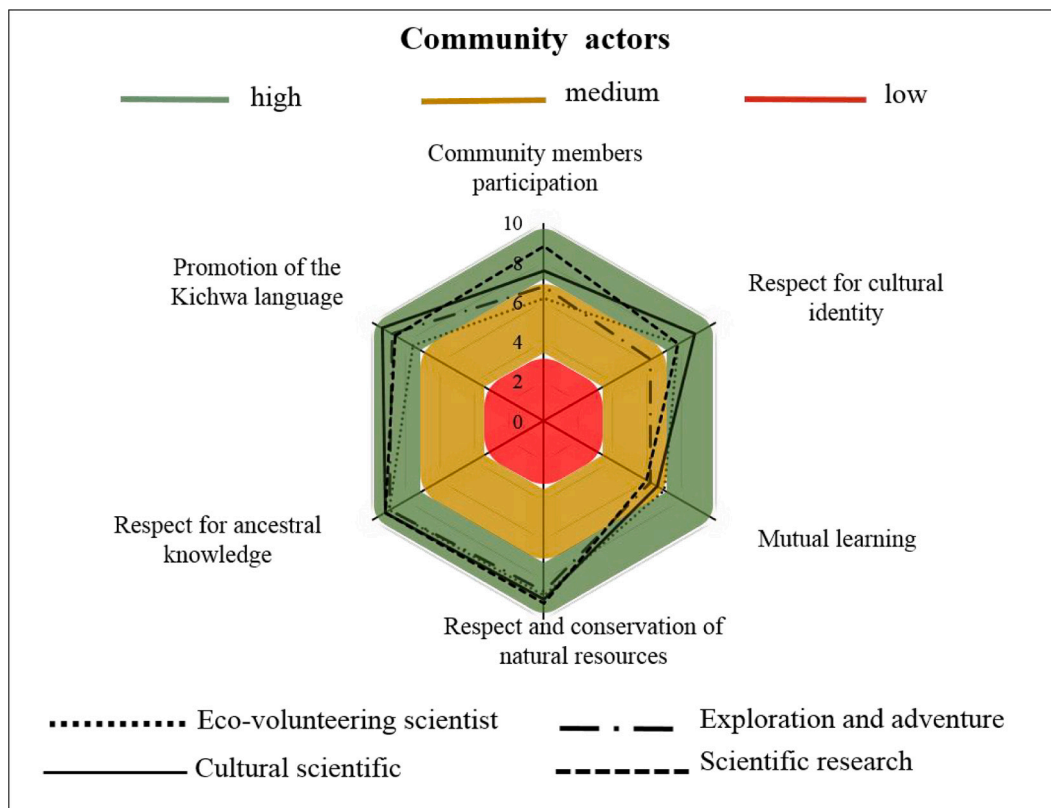 Community actors
high
medium
low
Community members
participation
Promotion of the
Kichwa language
Respect for cultural
identity
10
8
6
4
2
0
Respect for ancestral
knowledge
Mutual learning
Respect and conservation of
natural resources
Eco-volunteering scientist
Exploration and adventure
Cultural scientific
Scientific research